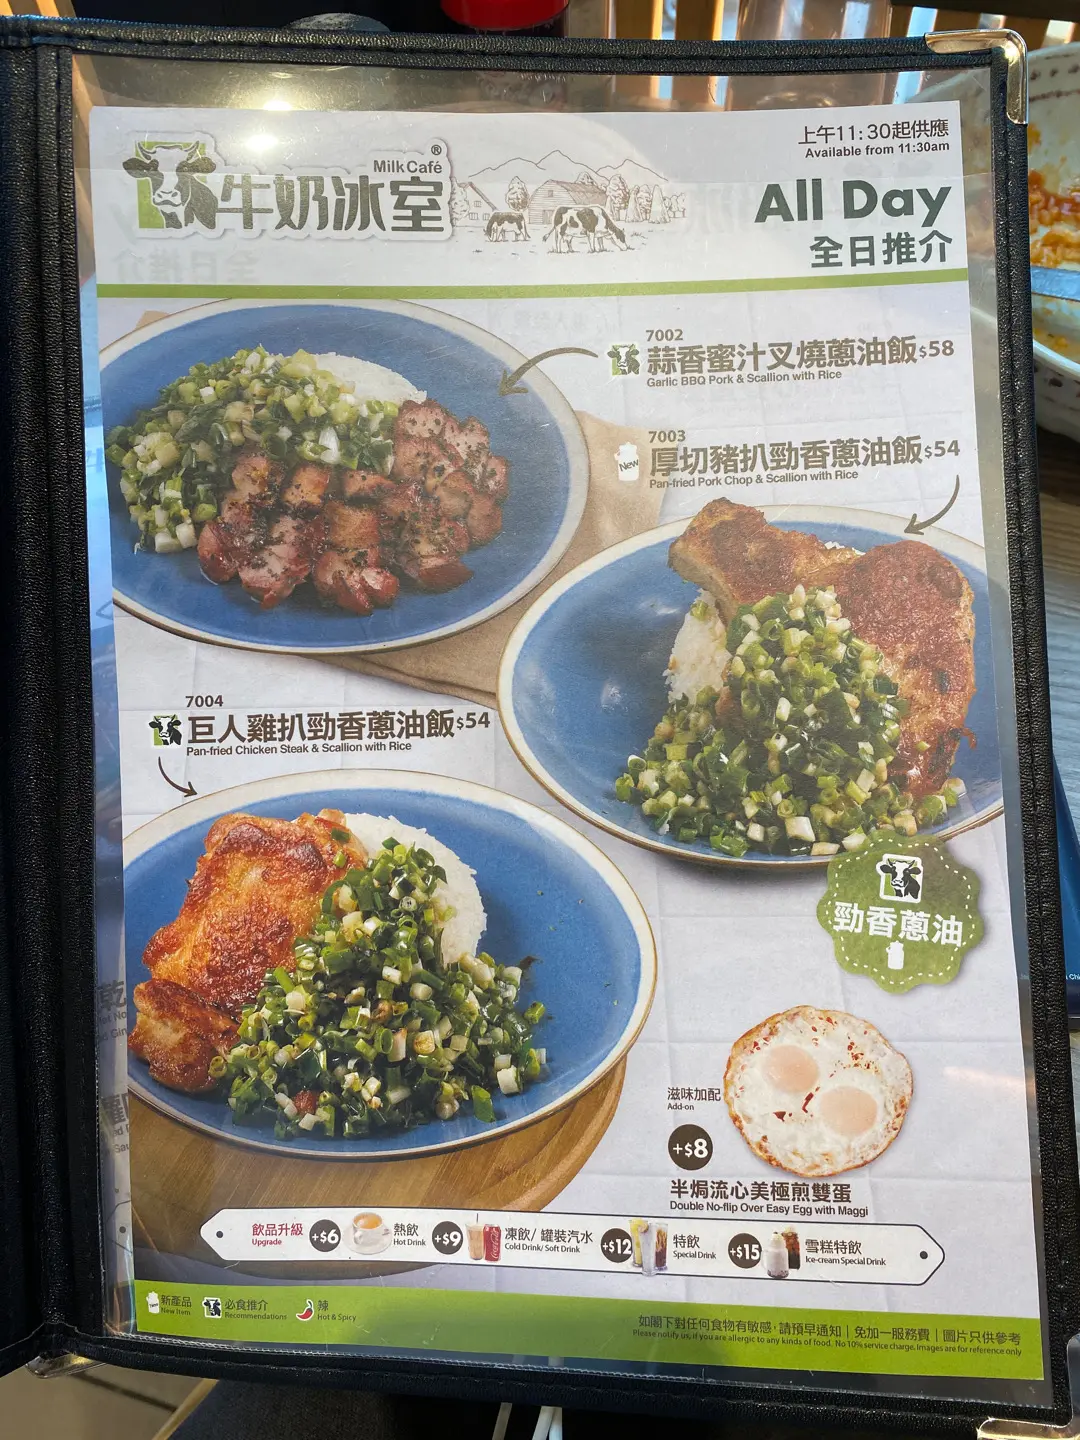 上午11:30起供應
Available from 11:30am
Milk Café®
牛奶冰室
All Day
全日推介
7002
蒜香蜜汁叉燒蔥油飯$58
Garlic BBQ Pork & Scallion with Rice
7003
New
厚切豬扒勁香蔥油飯$54
Pan-fried Pork Chop & Scallion with Rice
7004
巨人雞扒勁香蔥油飯$54
Pan-fried Chicken Steak & Scallion with Rice
勁香蔥油
滋味加配
Add-on
+$8
半焗流心美極煎雙蛋
Double No-flip Over Easy Egg with Maggi
飲品升級
Upgrade
+$6
熱飲
Hot Drink
+$9
凍飲/ 罐裝汽水
Cold Drink/ Soft Drink
+$12
特飲
Special Drink
+$15
雪糕特飲
Ice-cream Special Drink
新產品
New Item
必食推介
Recommendations
辣
Hot & Spicy
如閣下對任何食物有敏感，請預早通知｜免加一服務費｜圖片只供參考
Please notify us, if you are allergic to any kinds of food. No 10% service charge. Images are for reference only